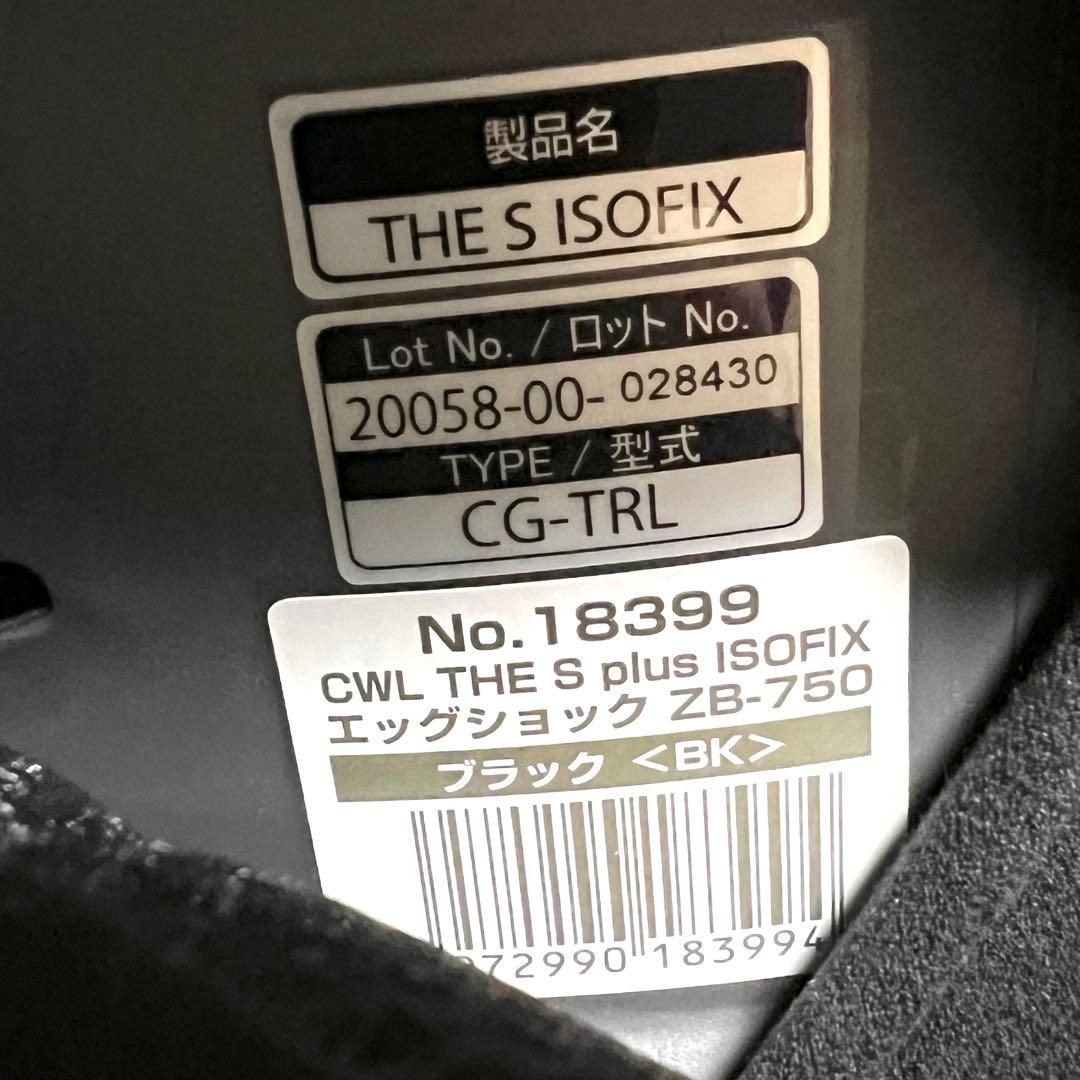 製品名
THE S ISOFIX
Lot No. / ロット No.
20058-00-028430
TYPE / 型式
CG-TRL
No.18399
CWL THE S plus ISOFIX
エッグショック ZB-750
ブラック <BK>
972990 183994